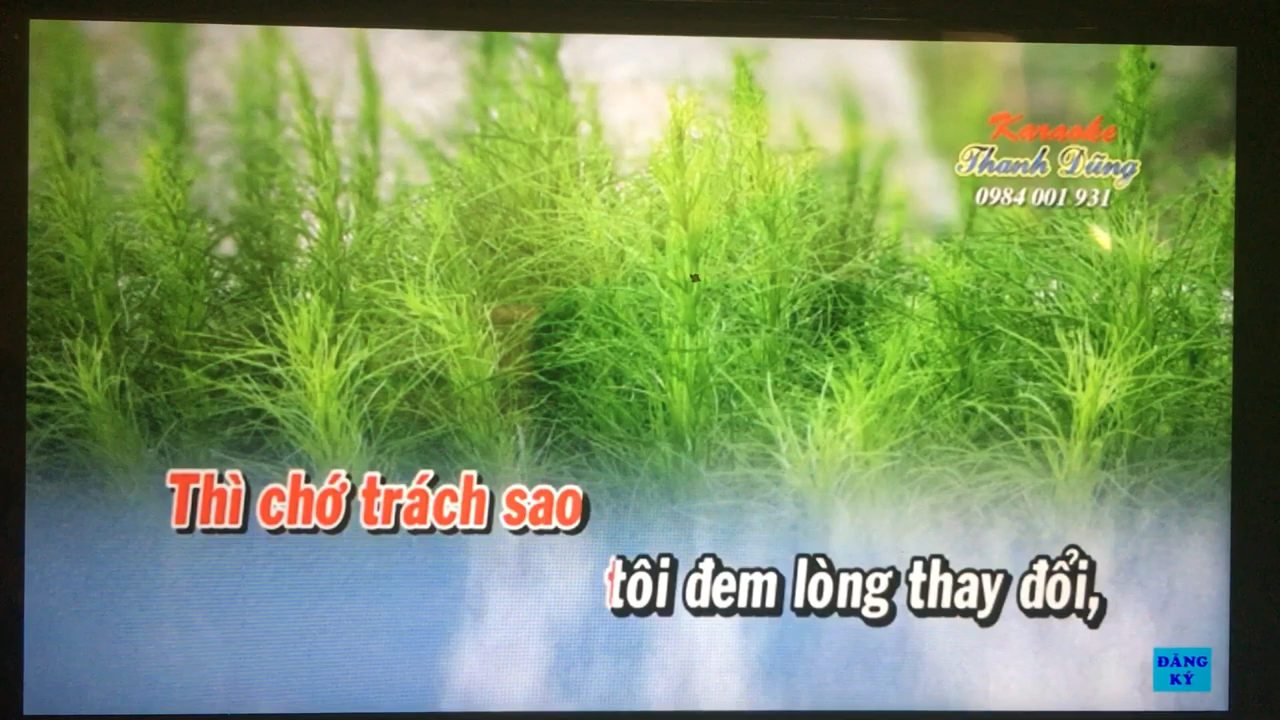 Karaoke
Thanh Dũng
0984 001 931
Thì chớ trách sao
tôi đem lòng thay đổi,
ĐĂNG
KÝ